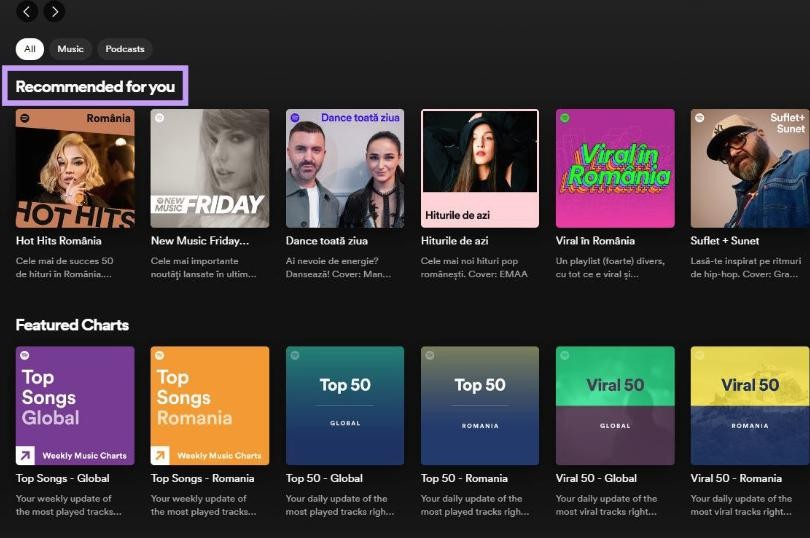 All Music Podcasts
Recommended for you
România
HOT HITS
NEW MUSIC FRIDAY
Dance toată ziua
Hiturile de azi
Viral în România
Suflet+ Sunet
Hot Hits România
Cele mai de succes 50
de hituri în România....
New Music Friday...
Cele mai importante
noutăți lansate în ultim...
Dance toată ziua
Ai nevoie de energie?
Dansează! Cover: Man...
Hiturile de azi
Cele mai noi hituri pop
românești. Cover: EMAA
Viral în România
Un playlist (foarte) divers,
cu tot ce e viral și...
Suflet + Sunet
Lasă-te inspirat pe ritmuri
de hip-hop. Cover: Gra...
Featured Charts
Top
Songs
Global
Weekly Music Charts
Top
Songs
Romania
Weekly Music Charts
Top 50
GLOBAL
Top 50
ROMANIA
Viral 50
GLOBAL
Viral 50
ROMANIA
Top Songs - Global
Your weekly update of
the most played tracks...
Top Songs - Romania
Your weekly update of
the most played tracks...
Top 50 - Global
Your daily update of the
most played tracks righ...
Top 50 - Romania
Your daily update of the
most played tracks righ...
Viral 50 - Global
Your daily update of the
most viral tracks right...
Viral 50 - Romania
Your daily update of the
most viral tracks right...